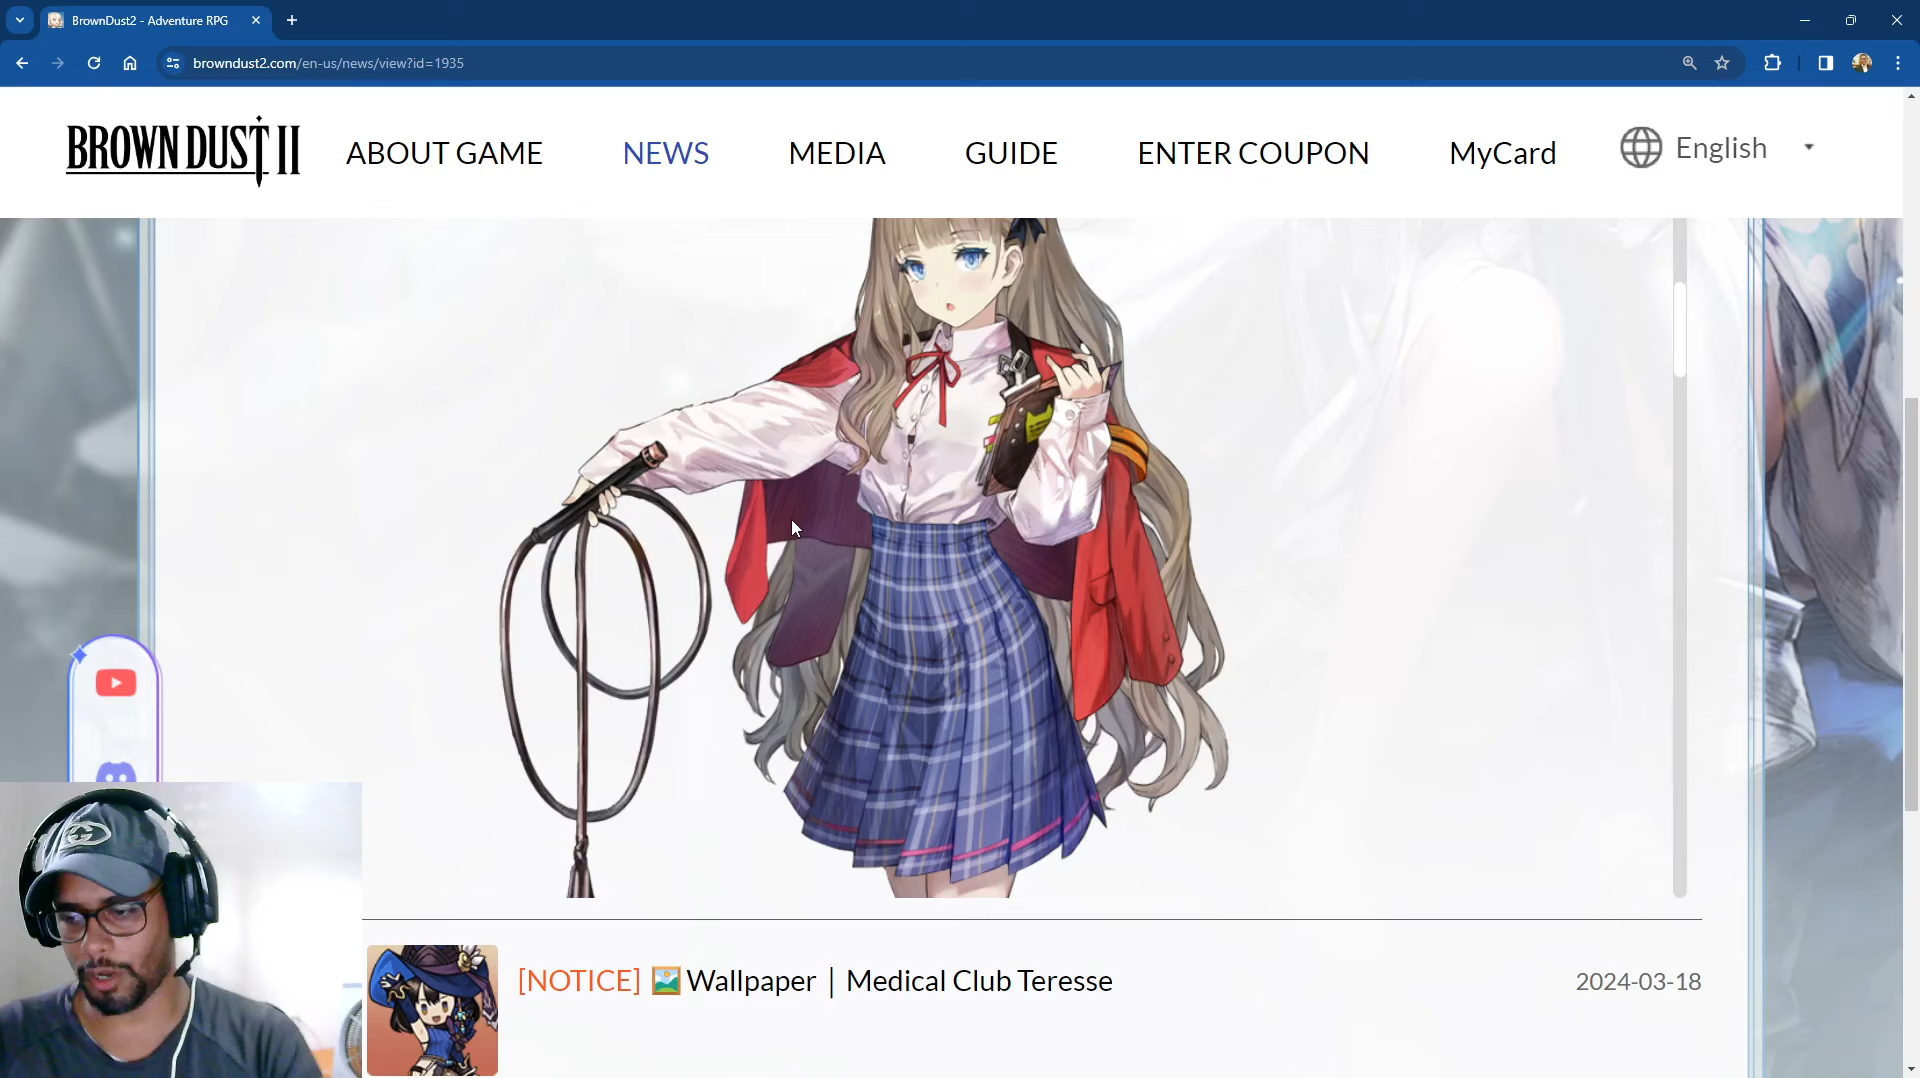 BrownDust2 - Adventure RPG
browndust2.com/en-us/news/view?id=1935
BROWN DUST II
ABOUT GAME
NEWS
MEDIA
GUIDE
ENTER COUPON
MyCard
English
[NOTICE] 🖼️Wallpaper | Medical Club Teresse
2024-03-18